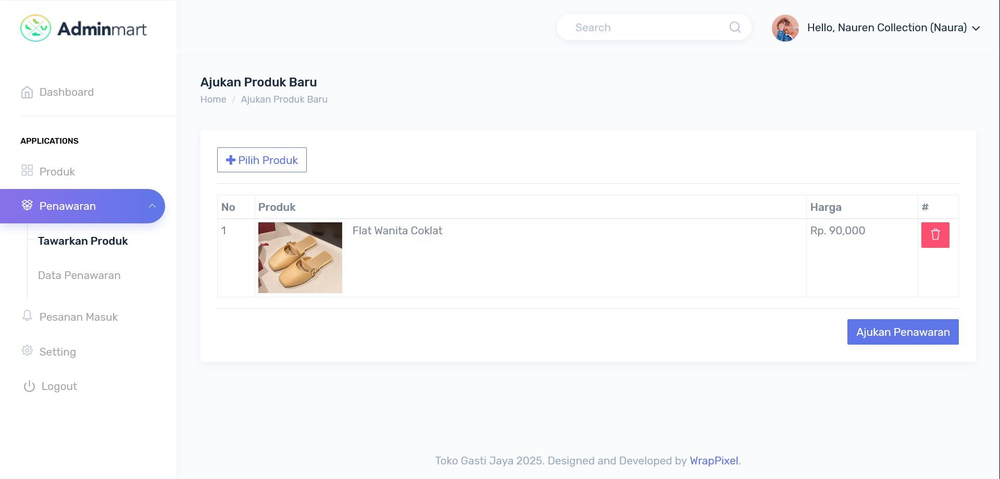 Adminmart
Search
Hello, Nauren Collection (Naura)
Dashboard
APPLICATIONS
Produk
Penawaran
Tawarkan Produk
Data Penawaran
Pesanan Masuk
Setting
Logout
Ajukan Produk Baru
Home / Ajukan Produk Baru
Pilih Produk
No Produk Harga #
1 Flat Wanita Coklat Rp. 90,000
Ajukan Penawaran
Toko Gasti Jaya 2025. Designed and Developed by WrapPixel.